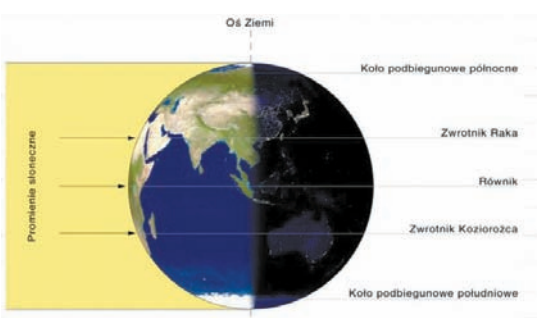 Oś Ziemi
Koło podbiegunowe północne
Zwrotnik Raka
Promienie słoneczne
Równik
Zwrotnik Koziorożca
Koło podbiegunowe południowe